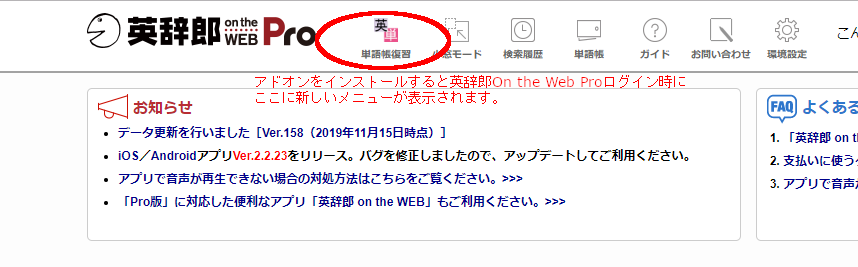 英辞郎 on the WEB Pro
英単
単語帳復習
小窓モード
検索履歴
単語帳
ガイド
お問い合わせ
環境設定
こん
アドオンをインストールすると英辞郎On the Web Proログイン時に
ここに新しいメニューが表示されます。
お知らせ
• データ更新を行いました［Ver.158（2019年11月15日時点）］
• iOS／AndroidアプリVer.2.2.23をリリース。バグを修正しましたので、アップデートしてご利用ください。
• アプリで音声が再生できない場合の対処方法はこちらをご覧ください。>>>
• 「Pro版」に対応した便利なアプリ「英辞郎 on the WEB」もご利用ください。>>>
FAQ よくある
1. 「英辞郎 on th
2. 支払いに使うク
3. アプリで音声が